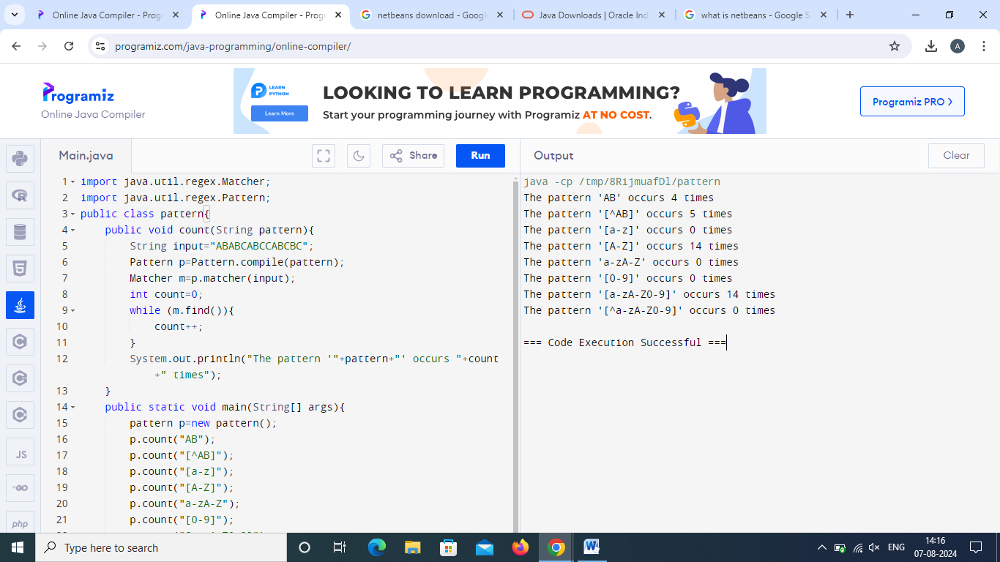 Online Java Compiler - Progr
Online Java Compiler - Progr
netbeans download - Googl
Java Downloads | Oracle Ind
what is netbeans - Google S
programiz.com/java-programming/online-compiler/
A
Programiz
Online Java Compiler
LEARN
PYTHON
Learn More
LOOKING TO LEARN PROGRAMMING?
Start your programming journey with Programiz AT NO COST.
Programiz PRO >
Main.java
Share
Run
Output
Clear
1 import java.util.regex.Matcher;
2 import java.util.regex.Pattern;
3 public class pattern{
4 public void count(String pattern){
5 String input="ABABCABCCABCBC";
6 Pattern p=Pattern.compile(pattern);
7 Matcher m=p.matcher(input);
8 int count=0;
9 while (m.find()){
10 count++;
11 }
12 System.out.println("The pattern '"+pattern+"' occurs "+count
+" times");
13 }
14 public static void main(String[] args){
15 pattern p=new pattern();
16 p.count("AB");
17 p.count("[^AB]");
18 p.count("[a-z]");
19 p.count("[A-Z]");
20 p.count("a-zA-Z");
21 p.count("[0-9]");
java -cp /tmp/8RijmuafDl/pattern
The pattern 'AB' occurs 4 times
The pattern '[^AB]' occurs 5 times
The pattern '[a-z]' occurs 0 times
The pattern '[A-Z]' occurs 14 times
The pattern 'a-zA-Z' occurs 0 times
The pattern '[0-9]' occurs 0 times
The pattern '[a-zA-Z0-9]' occurs 14 times
The pattern '[^a-zA-Z0-9]' occurs 0 times
=== Code Execution Successful ===
JS
GO
php
Type here to search
ENG
14:16
07-08-2024